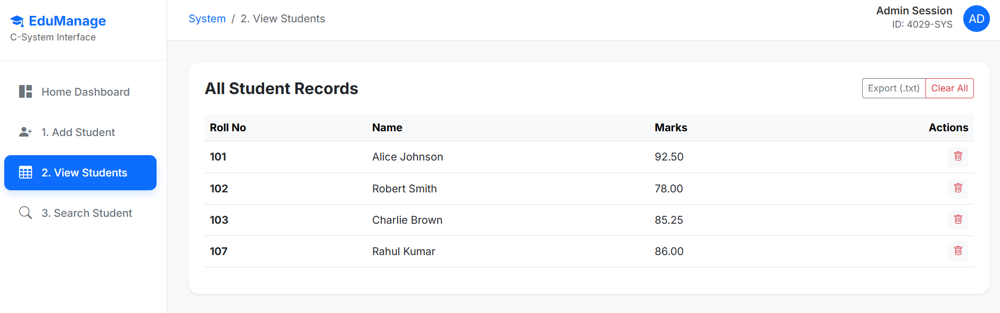 EduManage
C-System Interface
Home Dashboard
1. Add Student
2. View Students
3. Search Student
System / 2. View Students
Admin Session
ID: 4029-SYS
AD
All Student Records
Export (.txt) Clear All
Roll No Name Marks Actions
101 Alice Johnson 92.50
102 Robert Smith 78.00
103 Charlie Brown 85.25
107 Rahul Kumar 86.00